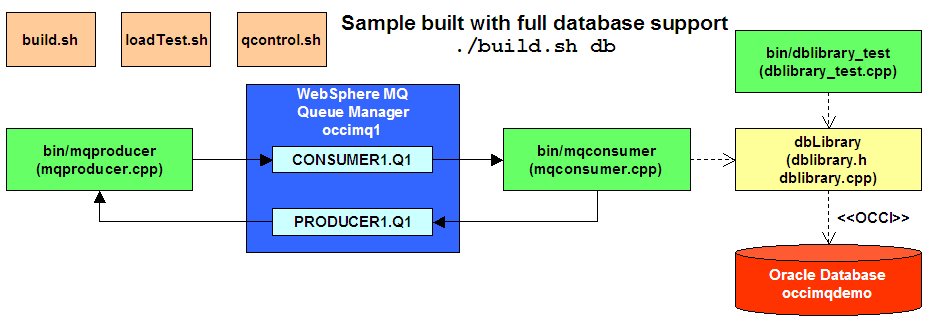 build.sh
loadTest.sh
qcontrol.sh
Sample built with full database support
./build.sh db
bin/dblibrary_test
(dblibrary_test.cpp)
WebSphere MQ
Queue Manager
occimq1
bin/mqproducer
(mqproducer.cpp)
CONSUMER1.Q1
bin/mqconsumer
(mqconsumer.cpp)
dbLibrary
(dblibrary.h
dblibrary.cpp)
PRODUCER1.Q1
<<OCCI>>
Oracle Database
occimqdemo